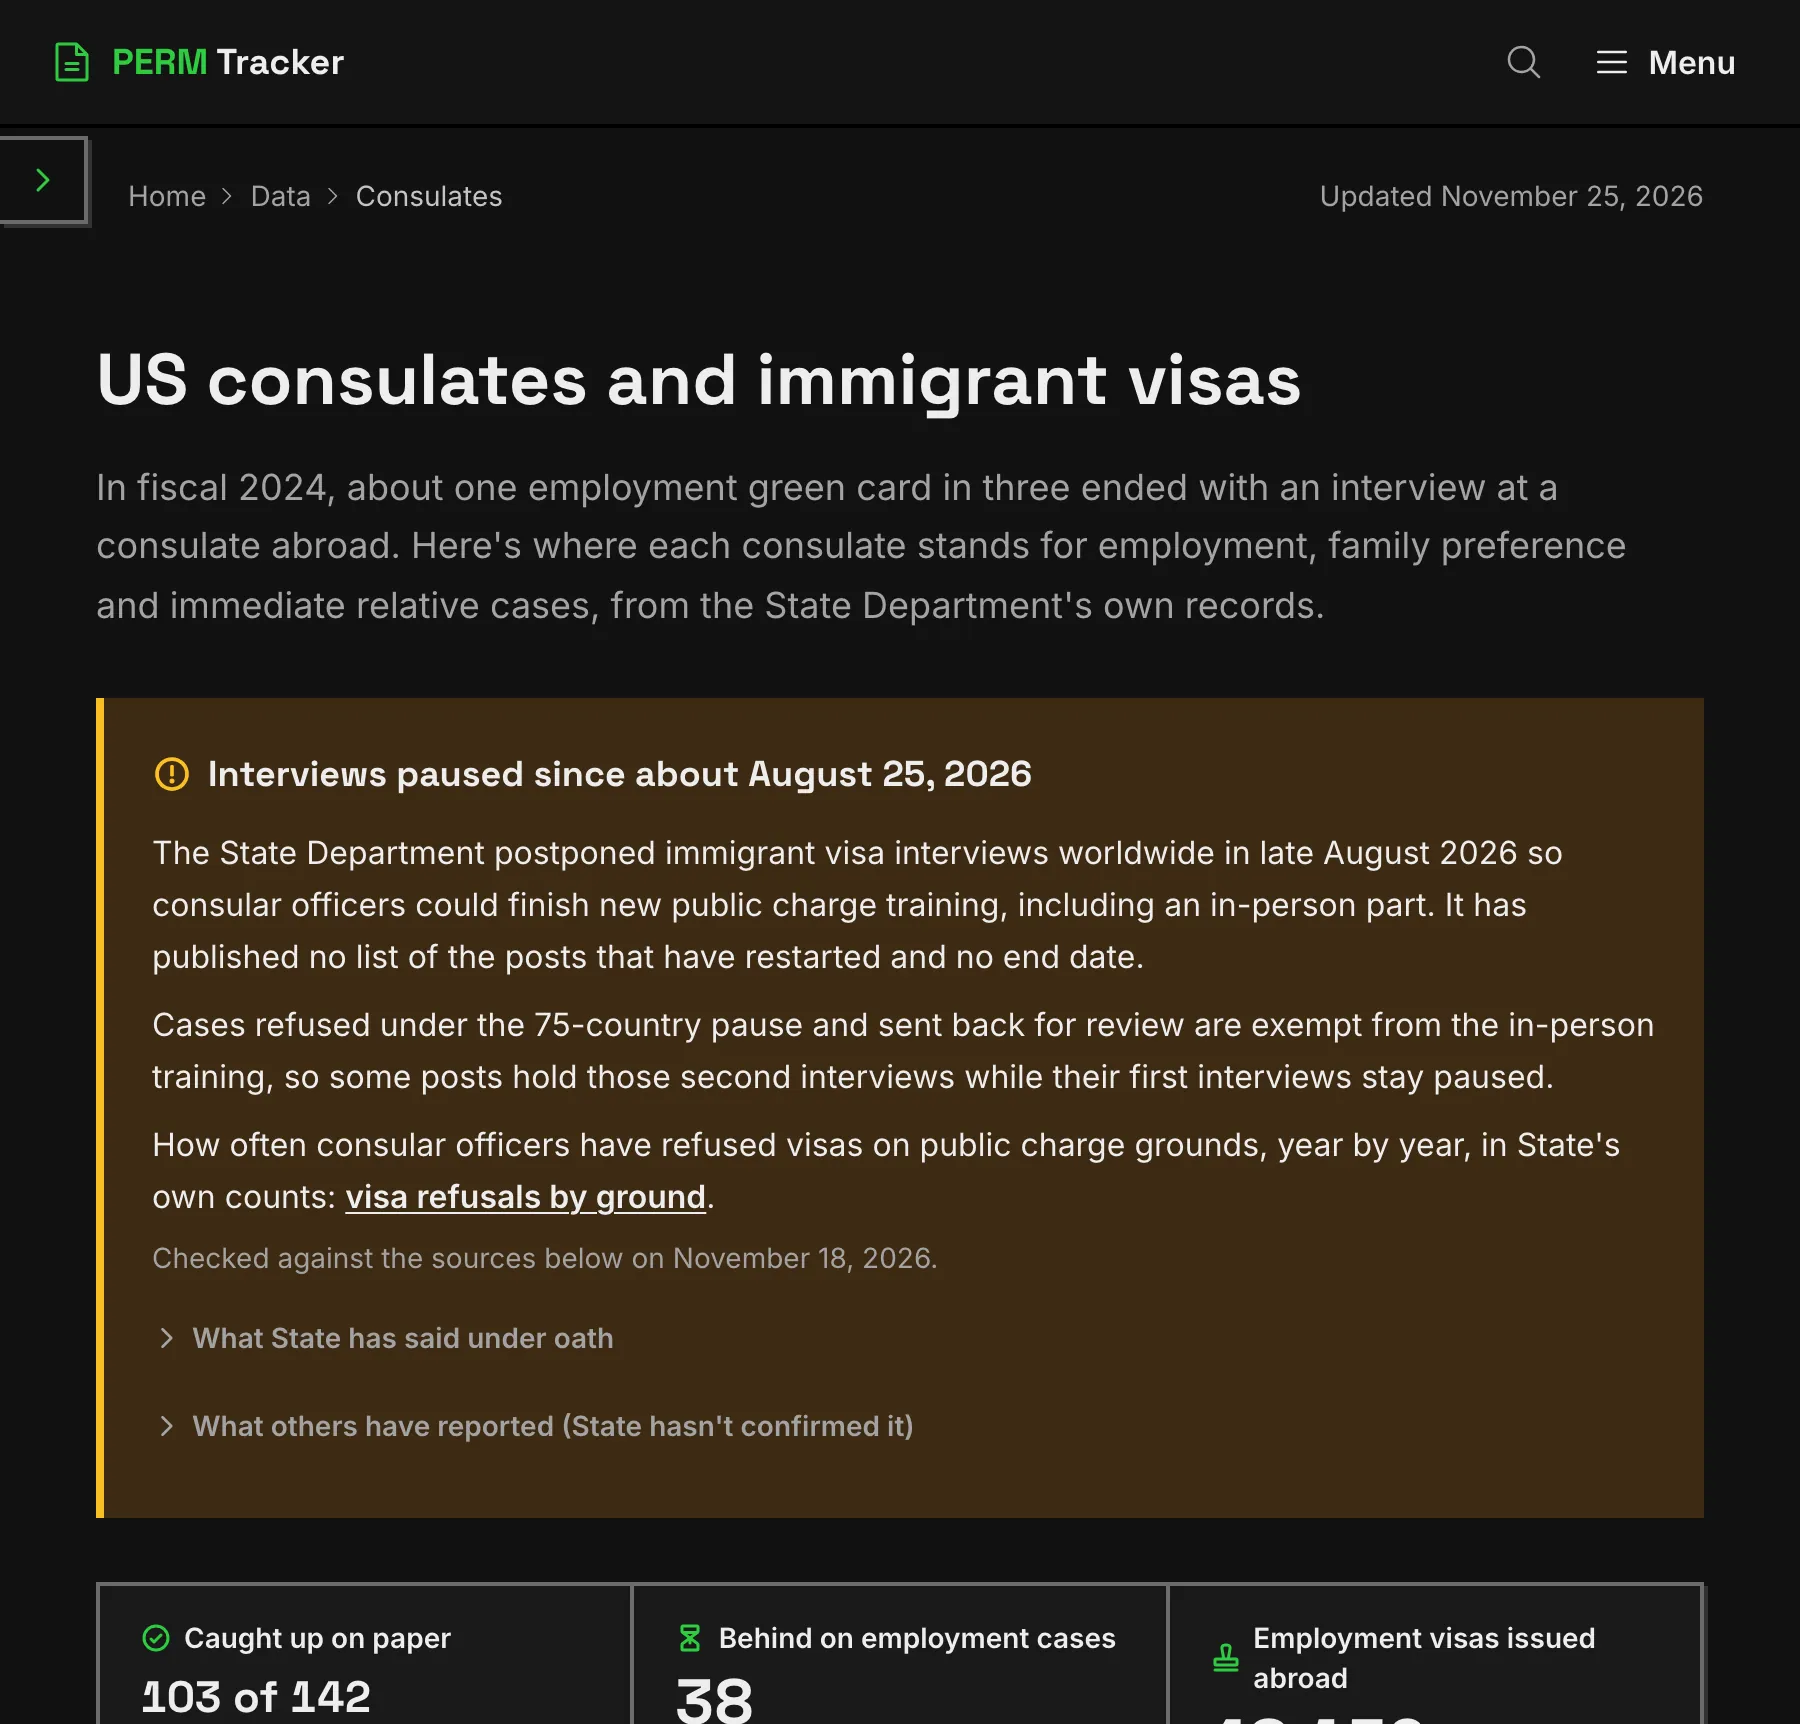 PERM Tracker
Menu
Home > Data > Consulates
Updated November 25, 2026
US consulates and immigrant visas
In fiscal 2024, about one employment green card in three ended with an interview at a
consulate abroad. Here's where each consulate stands for employment, family preference
and immediate relative cases, from the State Department's own records.
Interviews paused since about August 25, 2026
The State Department postponed immigrant visa interviews worldwide in late August 2026 so
consular officers could finish new public charge training, including an in-person part. It has
published no list of the posts that have restarted and no end date.
Cases refused under the 75-country pause and sent back for review are exempt from the in-person
training, so some posts hold those second interviews while their first interviews stay paused.
How often consular officers have refused visas on public charge grounds, year by year, in State's
own counts: visa refusals by ground.
Checked against the sources below on November 18, 2026.
What State has said under oath
What others have reported (State hasn't confirmed it)
Caught up on paper
103 of 142
Behind on employment cases
38
Employment visas issued
abroad